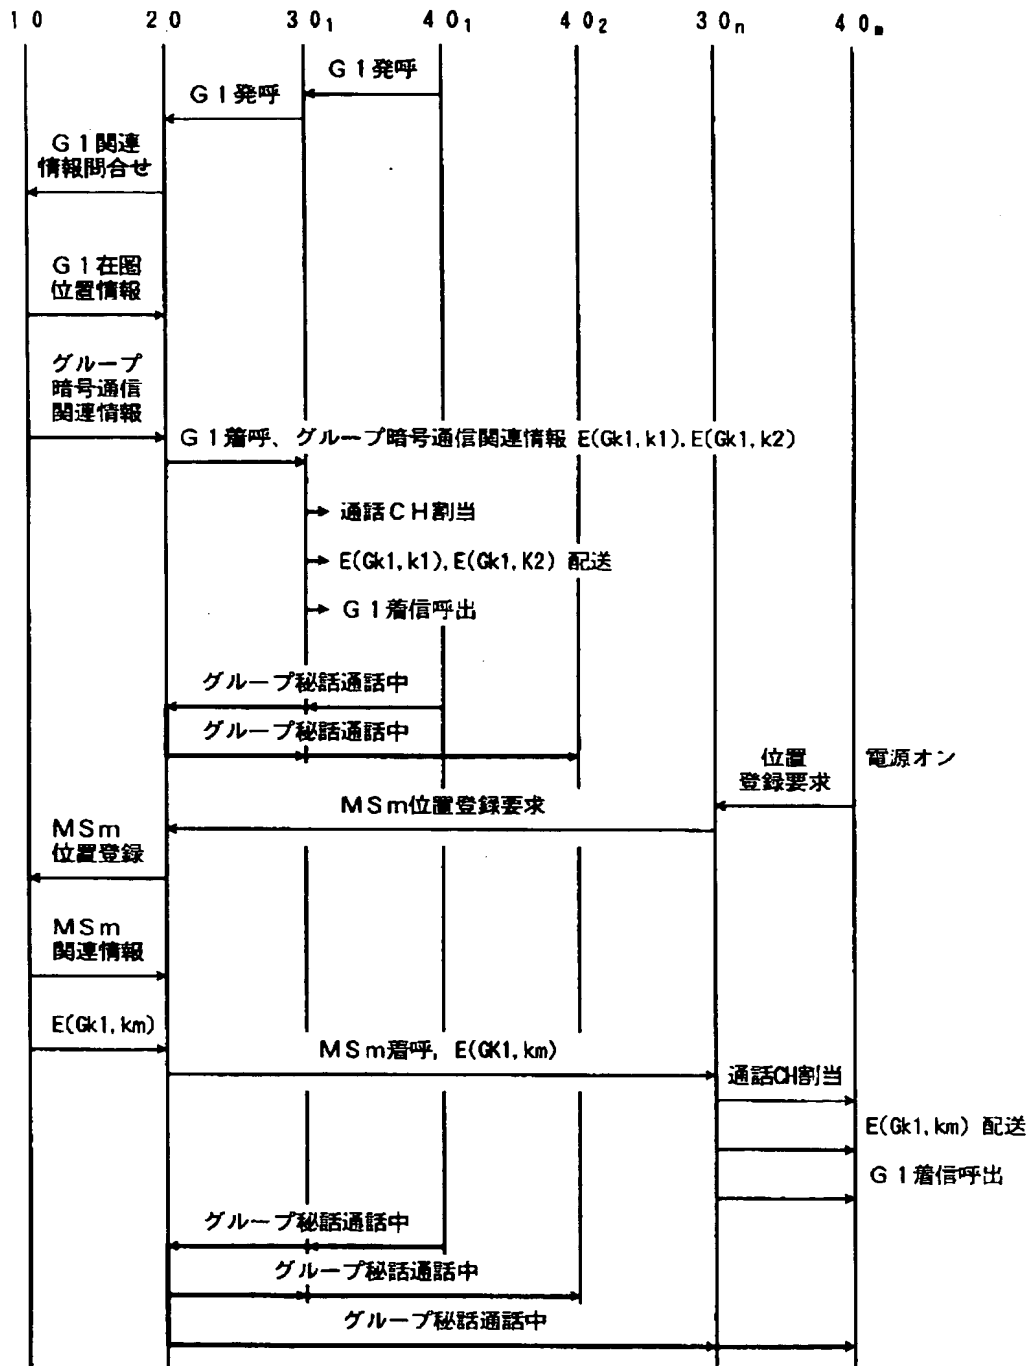 10 20 30₁ 40₁ 40₂ 30n 40m
G1発呼
G1発呼
G1関連
情報問合せ
G1在圏
位置情報
グループ
暗号通信
関連情報
G1着呼、グループ暗号通信関連情報 E(Gk1,k1).E(Gk1,k2)
通話CH割当
E(Gk1,k1),E(Gk1,K2) 配送
G1着信呼出
グループ秘話通話中
グループ秘話通話中
位置
登録要求
電源オン
MSm位置登録要求
MSm
位置登録
MSm
関連情報
E(Gk1,km)
MSm着呼, E(GK1,km)
通話CH割当
E(Gk1,km) 配送
G1着信呼出
グループ秘話通話中
グループ秘話通話中
グループ秘話通話中